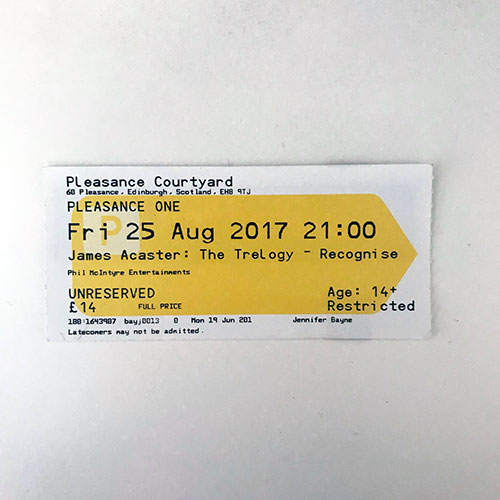 Pleasance Courtyard
60 Pleasance, Edinburgh, Scotland, EH8 9TJ
PLEASANCE ONE
Fri 25 Aug 2017 21:00
James Acaster: The Trelogy - Recognise
Phil McIntyre Entertainments
UNRESERVED Age: 14+
£14 FULL PRICE Restricted
180:1643907 bayj0013 0 Mon 19 Jun 201 Jennifer Bayne
Latecomers may not be admitted.